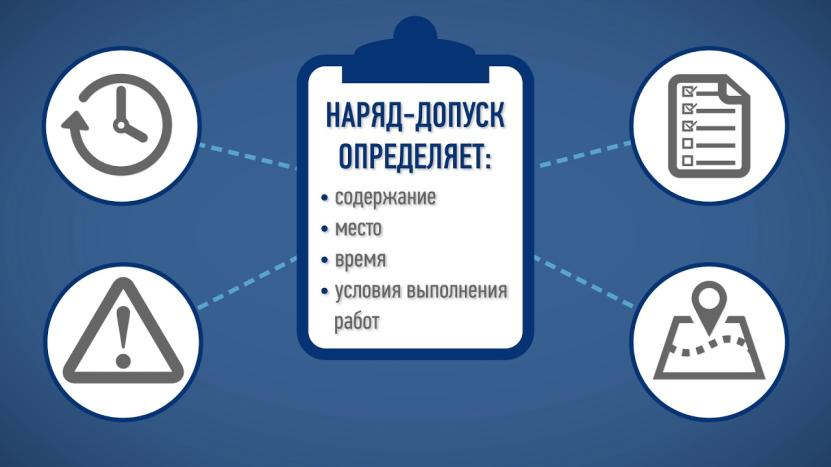 НАРЯД-ДОПУСК
ОПРЕДЕЛЯЕТ:
• содержание
• место
• время
• условия выполнения
работ